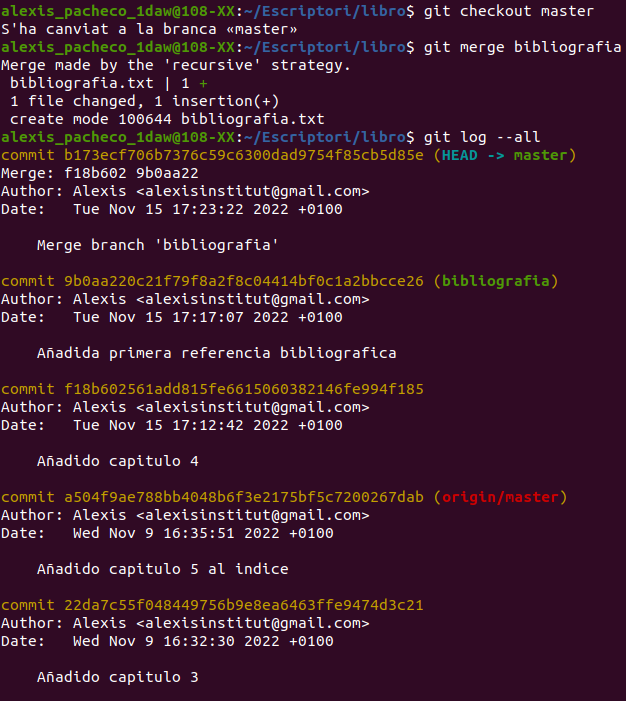 alexis_pacheco_1daw@108-XX:~/Escriptori/libro$ git checkout master
S'ha canviat a la branca «master»
alexis_pacheco_1daw@108-XX:~/Escriptori/libro$ git merge bibliografia
Merge made by the 'recursive' strategy.
 bibliografia.txt | 1 +
 1 file changed, 1 insertion(+)
 create mode 100644 bibliografia.txt
alexis_pacheco_1daw@108-XX:~/Escriptori/libro$ git log --all
commit b173ecf706b7376c59c6300dad9754f85cb5d85e (HEAD -> master)
Merge: f18b602 9b0aa22
Author: Alexis <alexisinstitut@gmail.com>
Date:   Tue Nov 15 17:23:22 2022 +0100

    Merge branch 'bibliografia'

commit 9b0aa220c21f79f8a2f8c04414bf0c1a2bbcce26 (bibliografia)
Author: Alexis <alexisinstitut@gmail.com>
Date:   Tue Nov 15 17:17:07 2022 +0100

    Añadida primera referencia bibliografica

commit f18b602561add815fe6615060382146fe994f185
Author: Alexis <alexisinstitut@gmail.com>
Date:   Tue Nov 15 17:12:42 2022 +0100

    Añadido capitulo 4

commit a504f9ae788bb4048b6f3e2175bf5c7200267dab (origin/master)
Author: Alexis <alexisinstitut@gmail.com>
Date:   Wed Nov 9 16:35:51 2022 +0100

    Añadido capitulo 5 al indice

commit 22da7c55f048449756b9e8ea6463ffe9474d3c21
Author: Alexis <alexisinstitut@gmail.com>
Date:   Wed Nov 9 16:32:30 2022 +0100

    Añadido capitulo 3